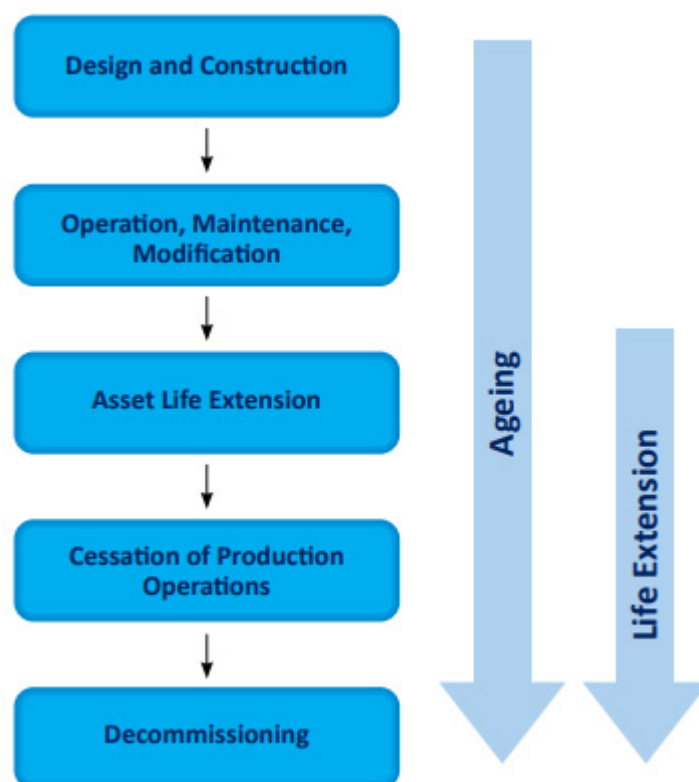 Design and Construction
Operation, Maintenance,
Modification
Asset Life Extension
Cessation of Production
Operations
Decommissioning
Ageing
Life Extension